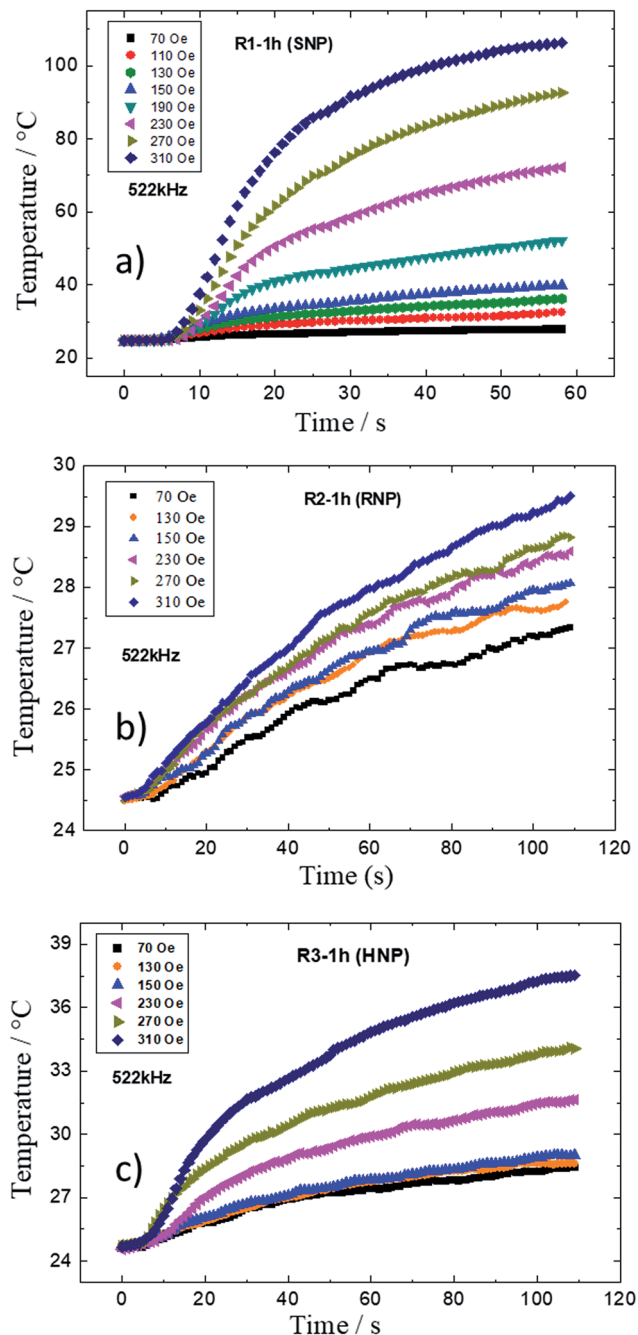 R1-1h (SNP)
70 Oe
110 Oe
130 Oe
150 Oe
190 Oe
230 Oe
270 Oe
310 Oe
522kHz
a)
Temperature / °C
100
80
60
40
20
0 10 20 30 40 50 60
Time / s
R2-1h (RNP)
70 Oe
130 Oe
150 Oe
230 Oe
270 Oe
310 Oe
522kHz
b)
Temperature / °C
30
29
28
27
26
25
24
0 20 40 60 80 100 120
Time (s)
R3-1h (HNP)
70 Oe
130 Oe
150 Oe
230 Oe
270 Oe
310 Oe
522kHz
c)
Temperature / °C
39
36
33
30
27
24
0 20 40 60 80 100 120
Time / s